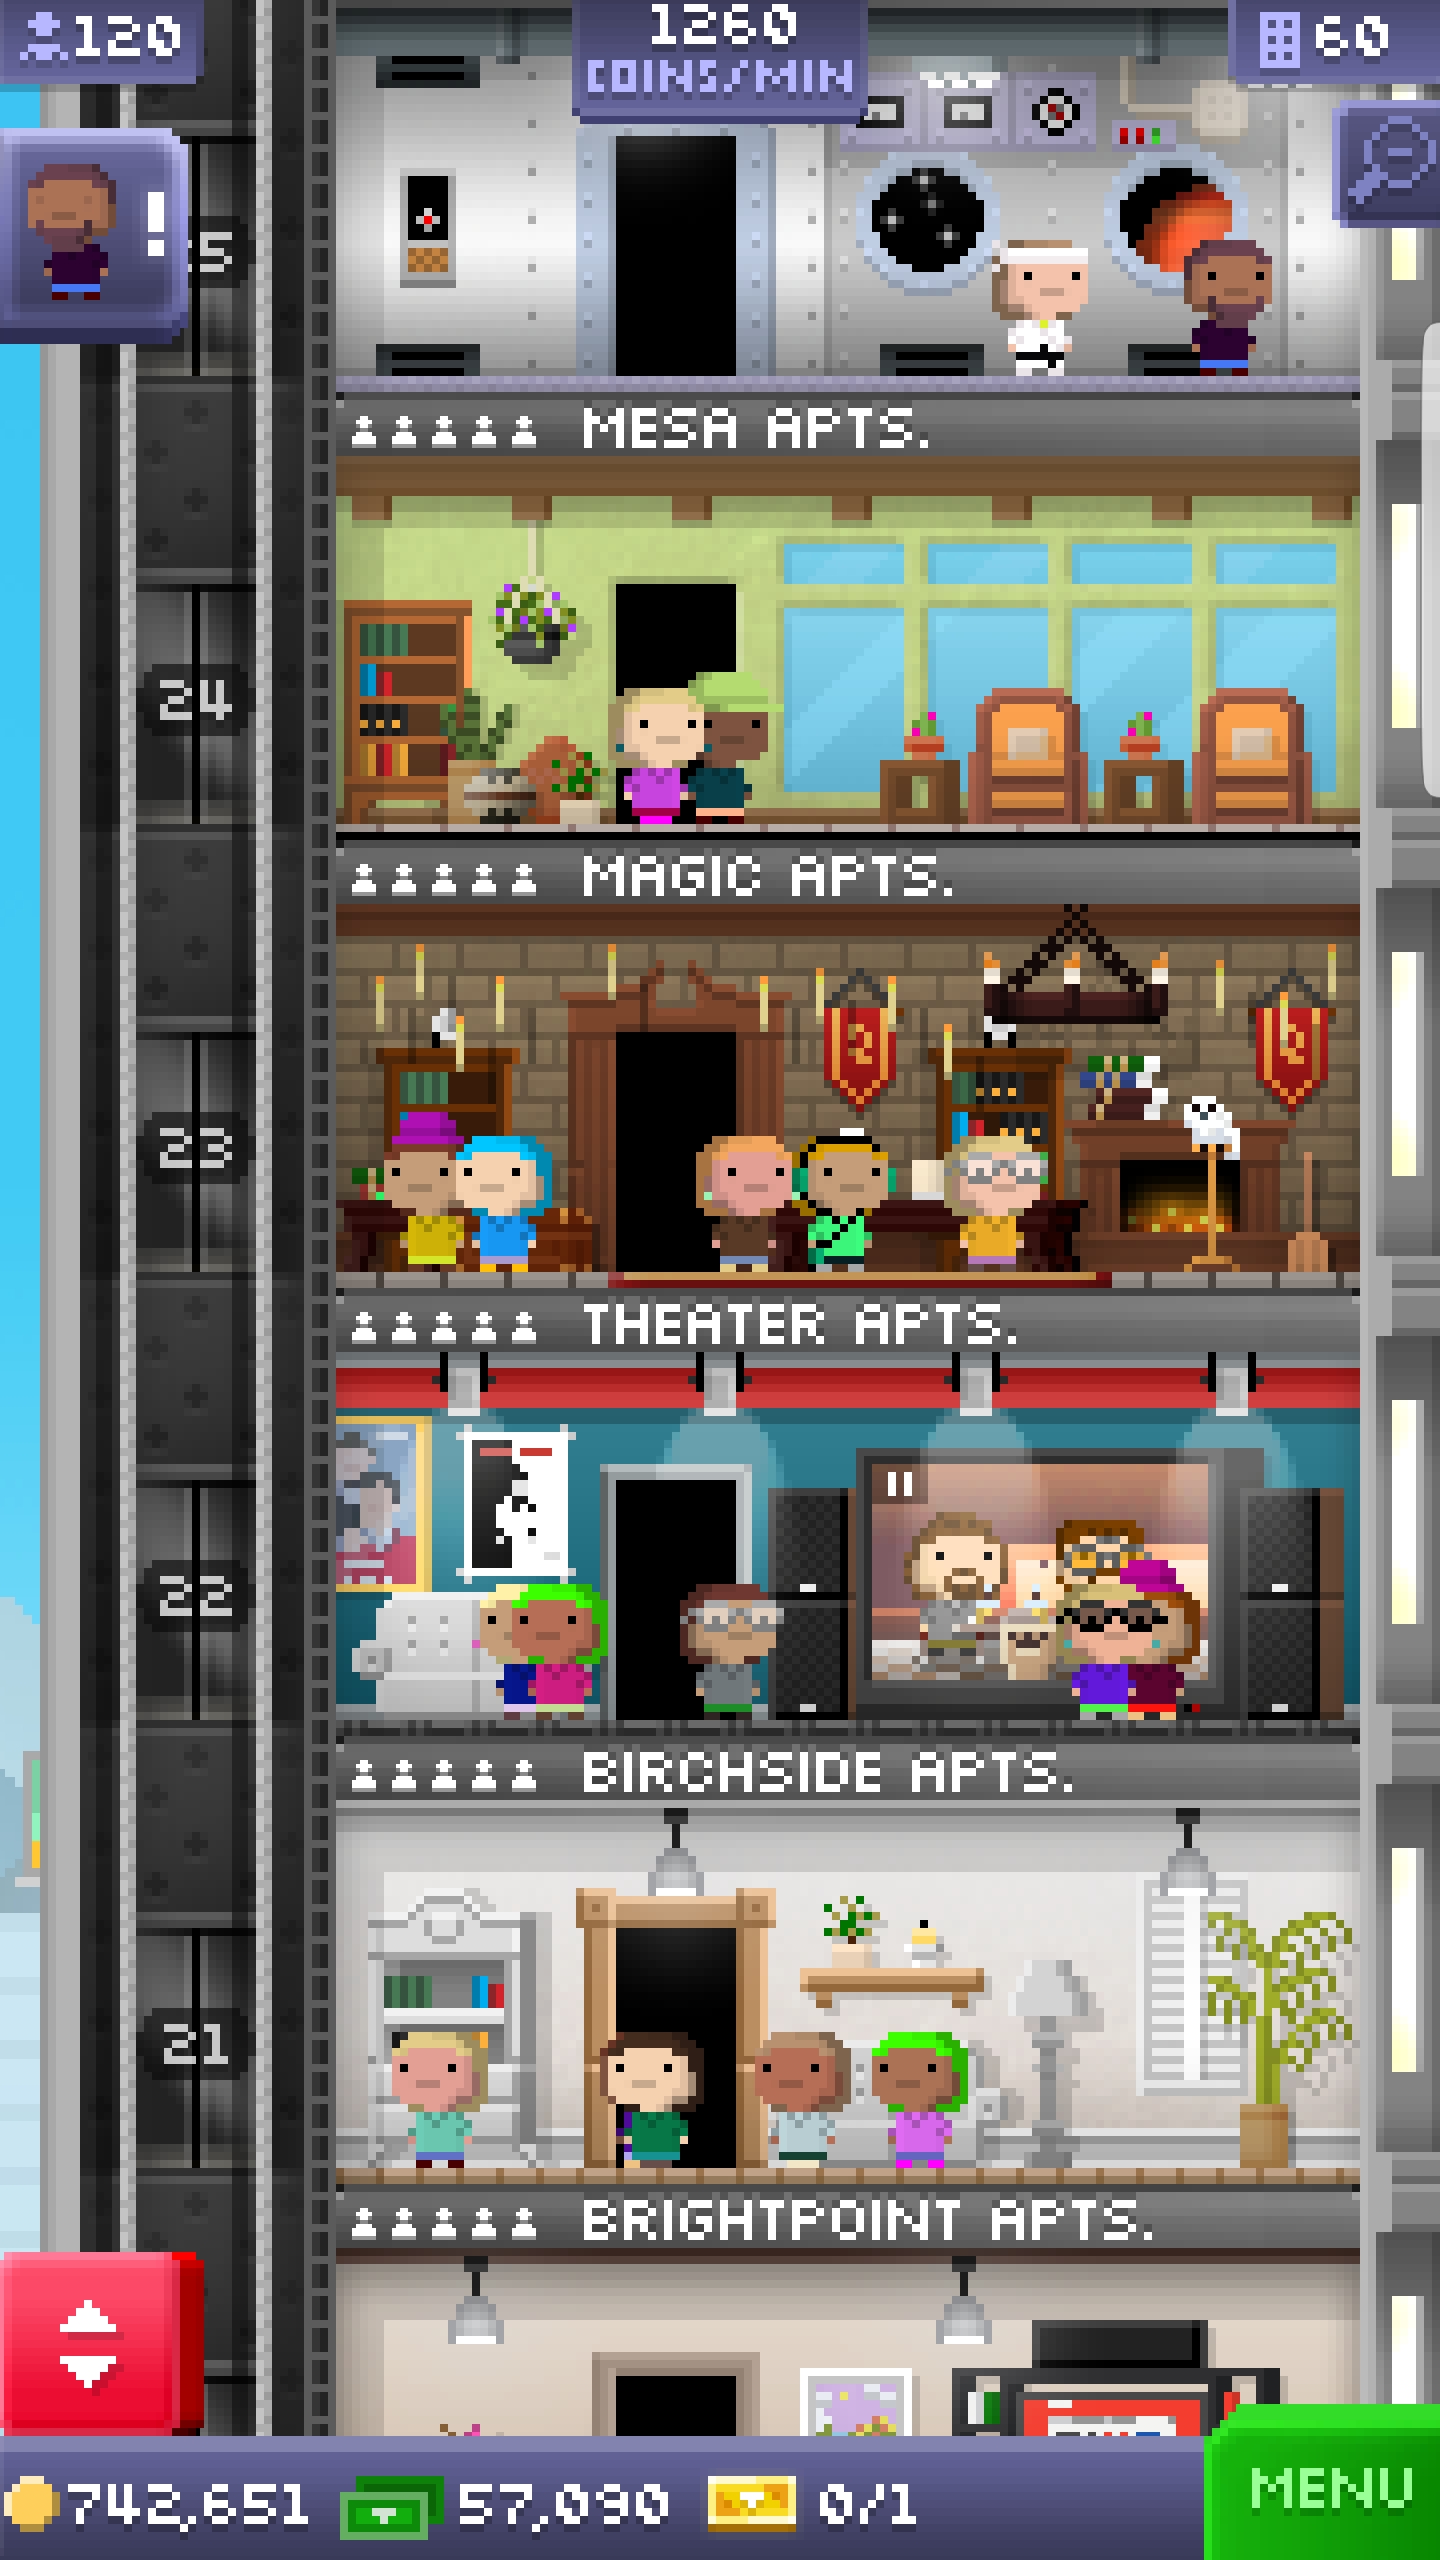 120
1260
COINS/MIN
60
!
5
MESA APTS.
24
MAGIC APTS.
23
THEATER APTS.
22
BIRCHSIDE APTS.
21
BRIGHTPOINT APTS.
742,651
57,090
0/1
MENU